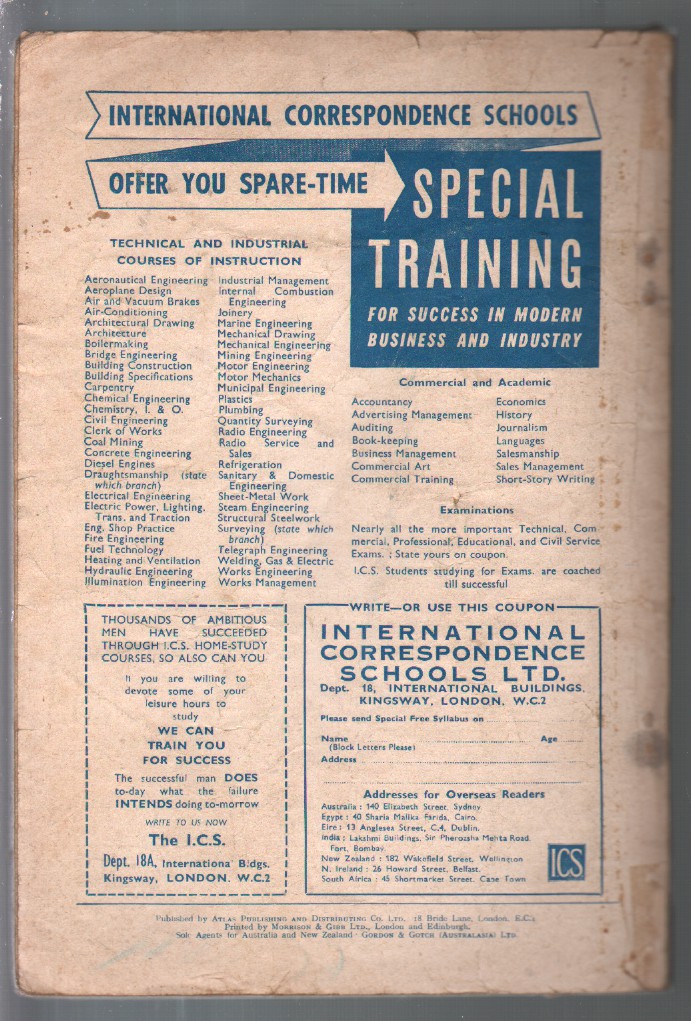 INTERNATIONAL CORRESPONDENCE SCHOOLS
OFFER YOU SPARE-TIME
SPECIAL
TRAINING
FOR SUCCESS IN MODERN
BUSINESS AND INDUSTRY
TECHNICAL AND INDUSTRIAL
COURSES OF INSTRUCTION
Aeronautical Engineering
Aeroplane Design
Air and Vacuum Brakes
Air-Conditioning
Architectural Drawing
Architecture
Boilermaking
Bridge Engineering
Building Construction
Building Specifications
Carpentry
Chemical Engineering
Chemistry, I. & O.
Civil Engineering
Clerk of Works
Coal Mining
Concrete Engineering
Diesel Engines
Draughtsmanship (state
which branch)
Electrical Engineering
Electric Power, Lighting,
Trans. and Traction
Eng. Shop Practice
Fire Engineering
Fuel Technology
Heating and Ventilation
Hydraulic Engineering
Illumination Engineering
Industrial Management
Internal Combustion
Engineering
Joinery
Marine Engineering
Mechanical Drawing
Mechanical Engineering
Mining Engineering
Motor Engineering
Motor Mechanics
Municipal Engineering
Plastics
Plumbing
Quantity Surveying
Radio Engineering
Radio Service and
Sales
Refrigeration
Sanitary & Domestic
Engineering
Sheet-Metal Work
Steam Engineering
Structural Steelwork
Surveying (state which
branch)
Telegraph Engineering
Welding, Gas & Electric
Works Engineering
Works Management
Commercial and Academic
Accountancy
Advertising Management
Auditing
Book-keeping
Business Management
Commercial Art
Commercial Training
Economics
History
Journalism
Languages
Salesmanship
Sales Management
Short-Story Writing
Examinations
Nearly all the more important Technical, Com-
mercial, Professional, Educational, and Civil Service
Exams. : State yours on coupon.
I.C.S. Students studying for Exams. are coached
till successful
THOUSANDS OF AMBITIOUS
MEN HAVE SUCCEEDED
THROUGH I.C.S. HOME-STUDY
COURSES, SO ALSO CAN YOU
If you are willing to
devote some of your
leisure hours to
study
WE CAN
TRAIN YOU
FOR SUCCESS
The successful man DOES
to-day what the failure
INTENDS doing to-morrow
WRITE TO US NOW
The I.C.S.
Dept. 18A, International Bldgs.
Kingsway, LONDON. W.C.2
WRITE—OR USE THIS COUPON
INTERNATIONAL
CORRESPONDENCE
SCHOOLS LTD.
Dept. 18, INTERNATIONAL BUILDINGS,
KINGSWAY, LONDON, W.C.2
Please send Special Free Syllabus on
Name Age
(Block Letters Please)
Address
Addresses for Overseas Readers
Australia : 140 Elizabeth Street, Sydney.
Egypt : 40 Sharia Malika Farida, Cairo.
Eire : 13 Anglesea Street, C.4, Dublin.
India : Lakshmi Buildings, Sir Pherozsha Mehta Road,
Fort, Bombay.
New Zealand : 182 Wakefield Street, Wellington
N. Ireland : 26 Howard Street, Belfast.
South Africa : 45 Shortmarket Street, Cape Town
ICS
Published by ATLAS PUBLISHING AND DISTRIBUTING CO. LTD. 18 Bride Lane, London, E.C.4
Printed by MORRISON & GIBB LTD., London and Edinburgh.
Sole Agents for Australia and New Zealand GORDON & GOTCH (AUSTRALASIA) LTD.